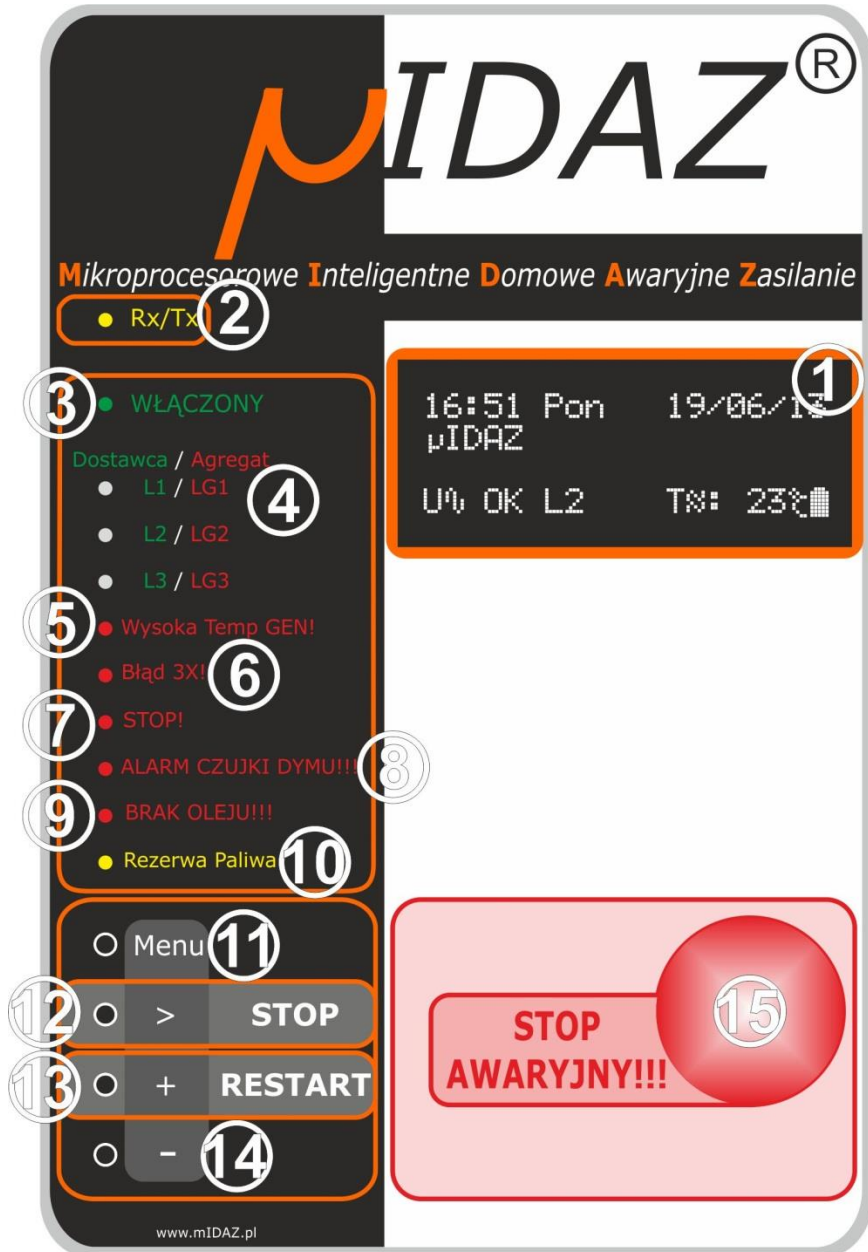 µIDAZ®
Mikroprocesorowe Inteligentne Domowe Awaryjne Zasilanie
Rx/Tx 2
1
16:51 Pon 19/06/13
µIDAZ
U OK L2 T: 23°C
3 WŁĄCZONY
Dostawca / Agregat
L1 / LG1
4
L2 / LG2
L3 / LG3
5 Wysoka Temp GEN!
Błąd 3X! 6
7 STOP!
ALARM CZUJKI DYMU!!! 8
9 BRAK OLEJU!!!
Rezerwa Paliwa 10
Menu 11
12 > STOP
13 + RESTART
- 14
STOP
AWARYJNY!!!
15
www.mIDAZ.pl